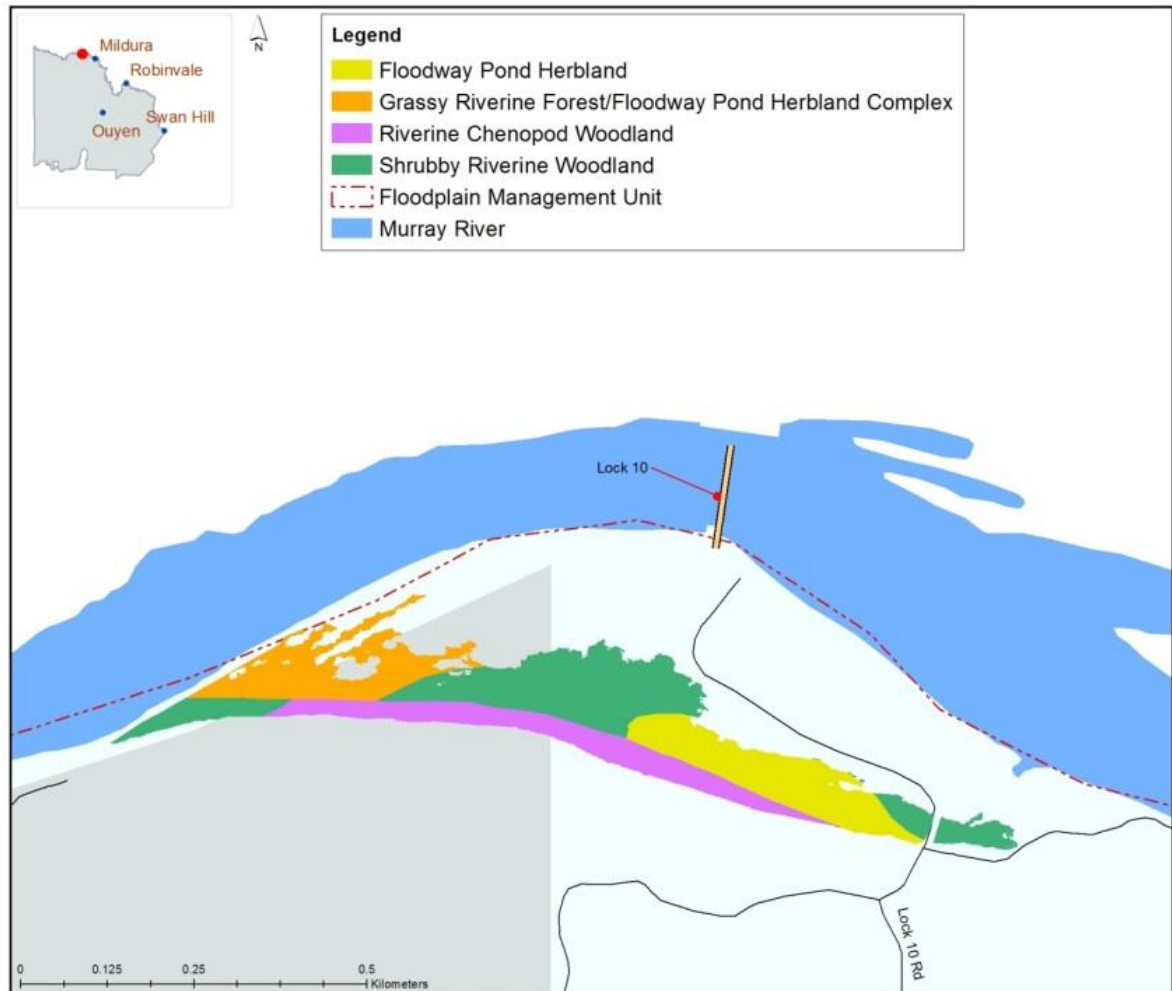 Mildura
Robinvale
Swan Hill
Ouyen
N
Legend
Floodway Pond Herbland
Grassy Riverine Forest/Floodway Pond Herbland Complex
Riverine Chenopod Woodland
Shrubby Riverine Woodland
Floodplain Management Unit
Murray River
Lock 10
Lock 10 Rd
0 0.125 0.25 0.5
Kilometers